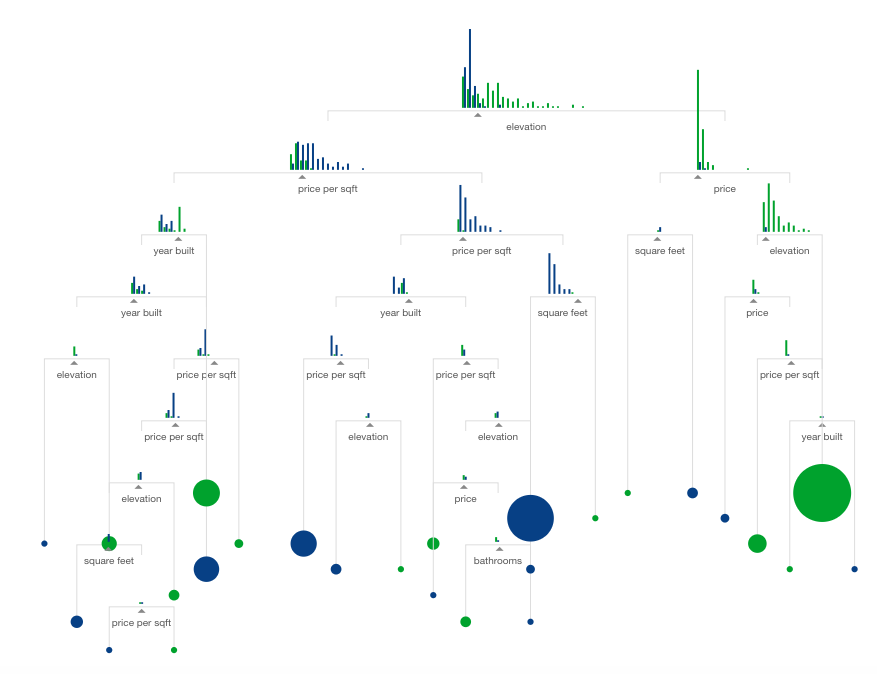 elevation
price per sqft
price
year built
price per sqft
square feet
elevation
year built
year built
square feet
price
elevation
price per sqft
price per sqft
price per sqft
price per sqft
price per sqft
elevation
elevation
year built
elevation
price
square feet
bathrooms
price per sqft